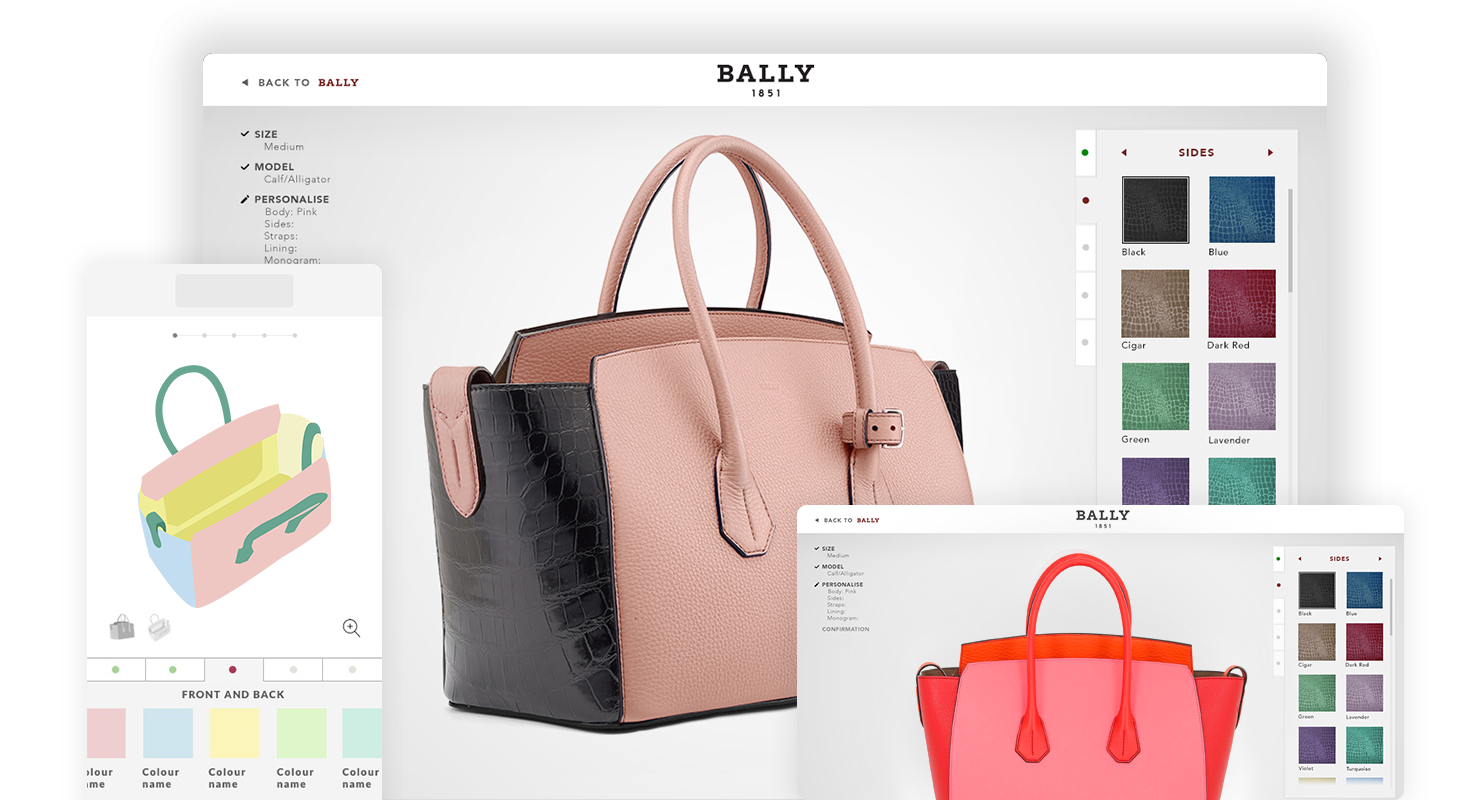 BACK TO BALLY
BALLY
1851
SIZE
Medium
MODEL
Calf/Alligator
PERSONALISE
Body: Pink
Sides:
Straps:
Lining:
Monogram:
SIDES
Black
Blue
Cigar
Dark Red
Green
Lavender
FRONT AND BACK
olour
me
Colour
name
Colour
name
Colour
name
Colour
name
BACK TO BALLY
BALLY
1851
SIZE
Medium
MODEL
Calf/Alligator
PERSONALISE
Body: Pink
Sides:
Straps:
Lining:
Monogram:
CONFIRMATION
SIDES
Black
Blue
Cigar
Dark Red
Green
Lavender
Violet
Turquoise